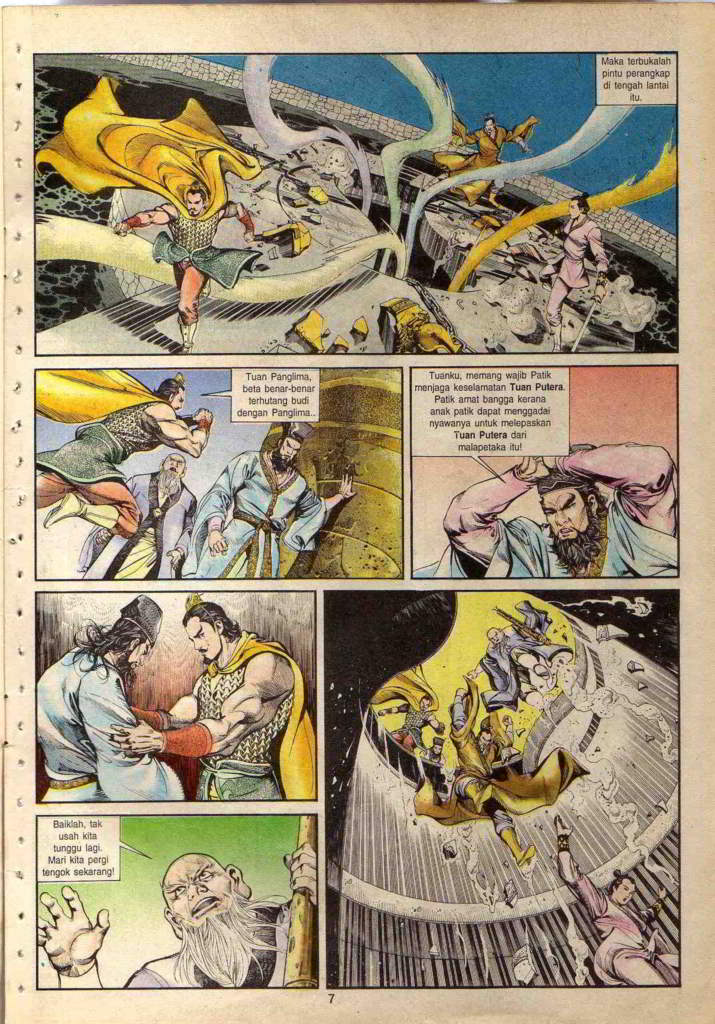 Maka terbukalah
pintu perangkap
di tengah lantai
itu.
Tuan Panglima,
beta benar-benar
terhutang budi
dengan Panglima..
Tuanku, memang wajib Patik
menjaga keselamatan Tuan Putera.
Patik amat bangga kerana
anak patik dapat menggadai
nyawanya untuk melepaskan
Tuan Putera dari
malapetaka itu!
Baiklah, tak
usah kita
tunggu lagi.
Mari kita pergi
tengok sekarang!
7